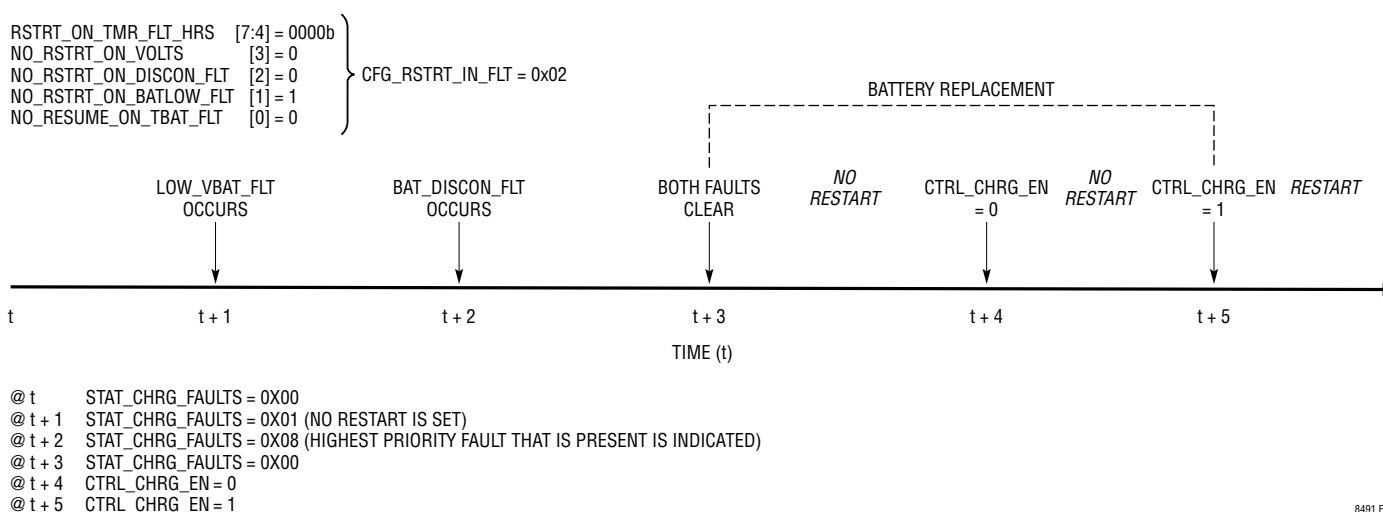 RSTRT_ON_TMR_FLT_HRS [7:4] = 0000b
NO_RSTRT_ON_VOLTS [3] = 0
NO_RSTRT_ON_DISCON_FLT [2] = 0
NO_RSTRT_ON_BATLOW_FLT [1] = 1
NO_RESUME_ON_TBAT_FLT [0] = 0
CFG_RSTRT_IN_FLT = 0x02
BATTERY REPLACEMENT
LOW_VBAT_FLT
OCCURS
BAT_DISCON_FLT
OCCURS
BOTH FAULTS
CLEAR
NO
RESTART
CTRL_CHRG_EN
= 0
NO
RESTART
CTRL_CHRG_EN
= 1
RESTART
t t + 1 t + 2 t + 3 t + 4 t + 5
TIME (t)
@ t STAT_CHRG_FAULTS = 0X00
@ t + 1 STAT_CHRG_FAULTS = 0X01 (NO RESTART IS SET)
@ t + 2 STAT_CHRG_FAULTS = 0X08 (HIGHEST PRIORITY FAULT THAT IS PRESENT IS INDICATED)
@ t + 3 STAT_CHRG_FAULTS = 0X00
@ t + 4 CTRL_CHRG_EN = 0
@ t + 5 CTRL_CHRG_EN = 1
8491